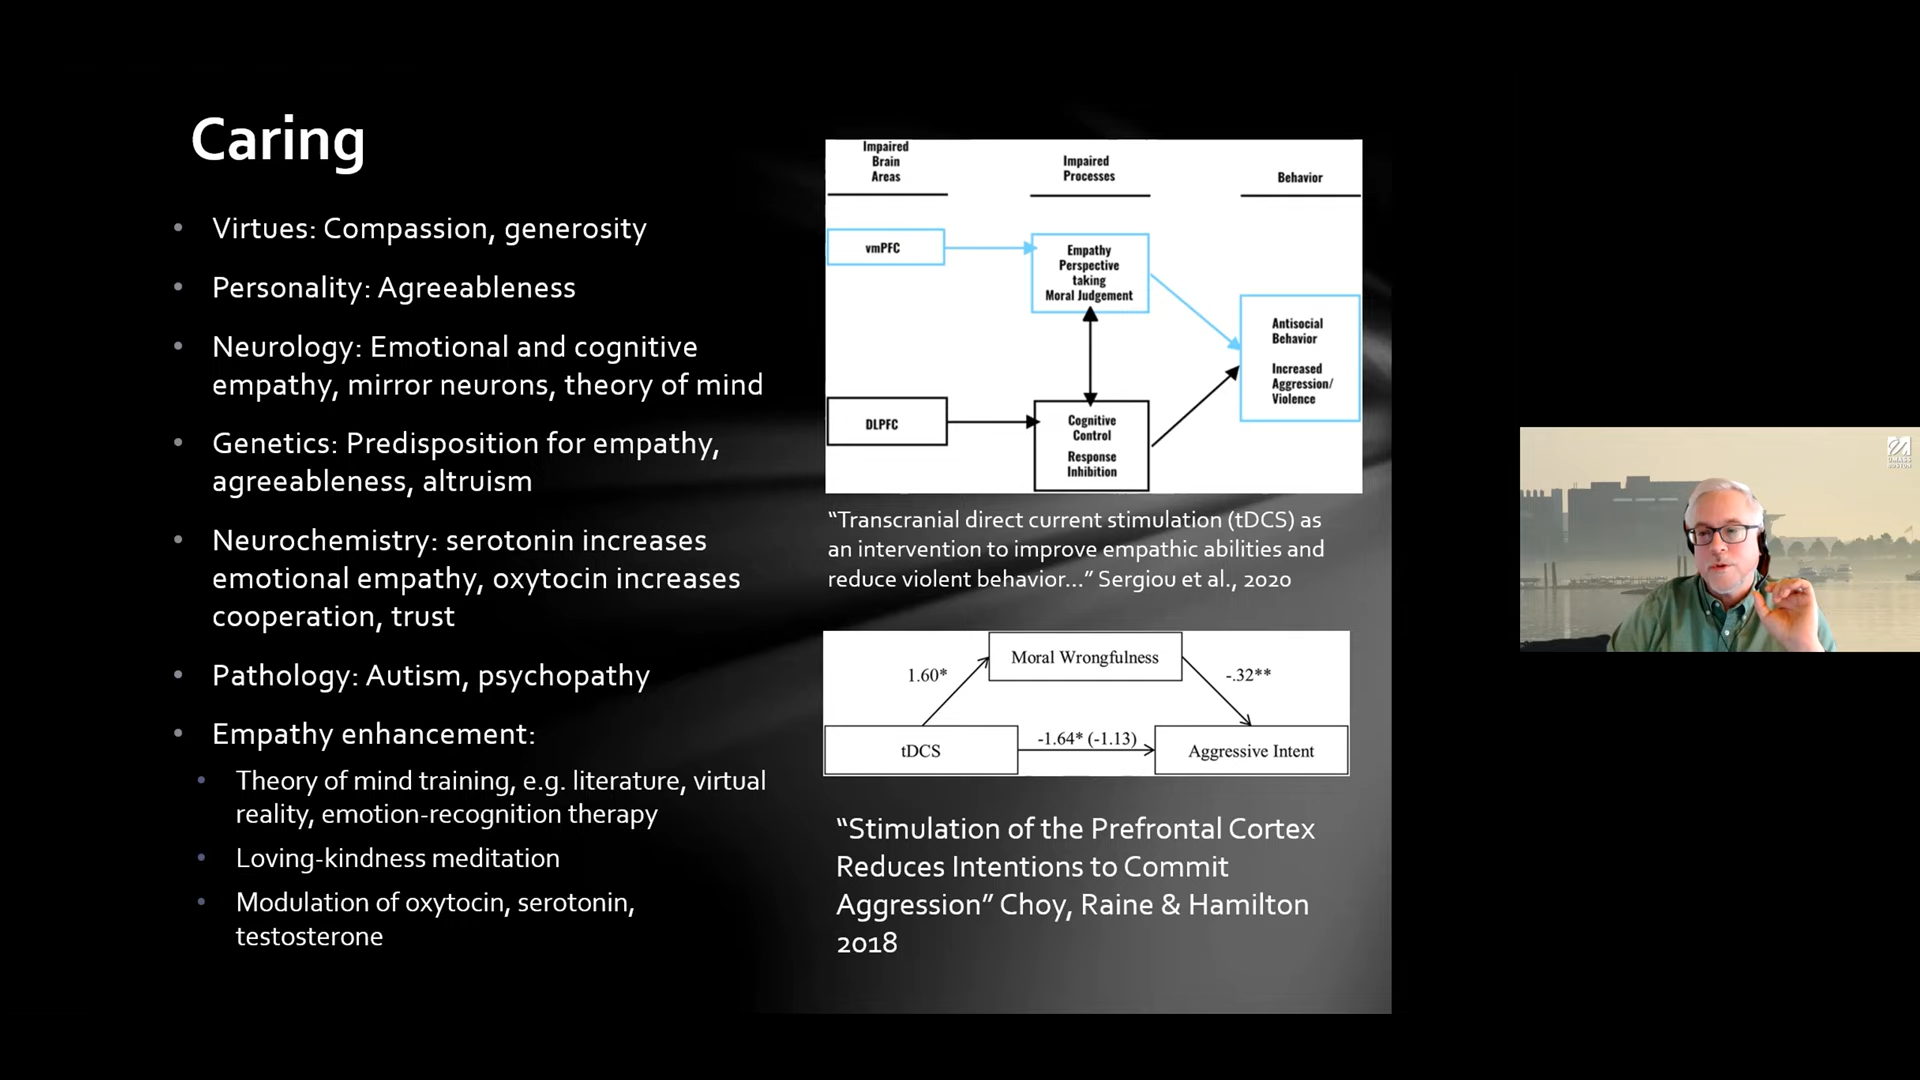 Caring
• Virtues: Compassion, generosity
• Personality: Agreeableness
• Neurology: Emotional and cognitive
empathy, mirror neurons, theory of mind
• Genetics: Predisposition for empathy,
agreeableness, altruism
• Neurochemistry: serotonin increases
emotional empathy, oxytocin increases
cooperation, trust
• Pathology: Autism, psychopathy
• Empathy enhancement:
• Theory of mind training, e.g. literature, virtual
reality, emotion-recognition therapy
• Loving-kindness meditation
• Modulation of oxytocin, serotonin,
testosterone
Impaired
Brain
Areas
Impaired
Processes
Behavior
vmPFC
Empathy
Perspective
taking
Moral Judgement
Antisocial
Behavior
Increased
Aggression/
Violence
DLPFC
Cognitive
Control
Response
Inhibition
“Transcranial direct current stimulation (tDCS) as
an intervention to improve empathic abilities and
reduce violent behavior...” Sergiou et al., 2020
Moral Wrongfulness
1.60*
-.32**
tDCS
-1.64* (-1.13)
Aggressive Intent
“Stimulation of the Prefrontal Cortex
Reduces Intentions to Commit
Aggression” Choy, Raine & Hamilton
2018
UMASS
BOSTON